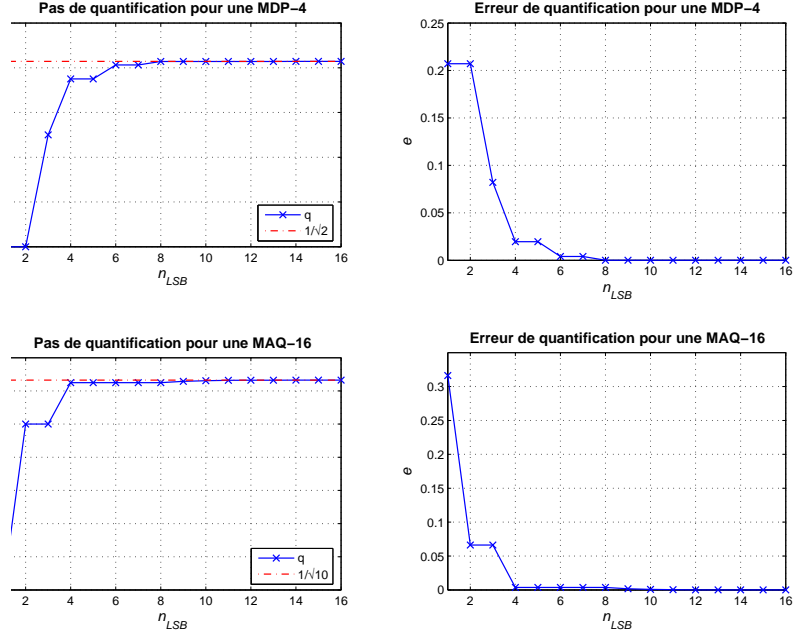 Pas de quantification pour une MDP−4
q
1/√2
2 4 6 8 10 12 14 16
n_LSB
Erreur de quantification pour une MDP−4
0.25
0.2
0.15
0.1
0.05
0
e
2 4 6 8 10 12 14 16
n_LSB
Pas de quantification pour une MAQ−16
q
1/√10
2 4 6 8 10 12 14 16
n_LSB
Erreur de quantification pour une MAQ−16
0.3
0.25
0.2
0.15
0.1
0.05
0
e
2 4 6 8 10 12 14 16
n_LSB